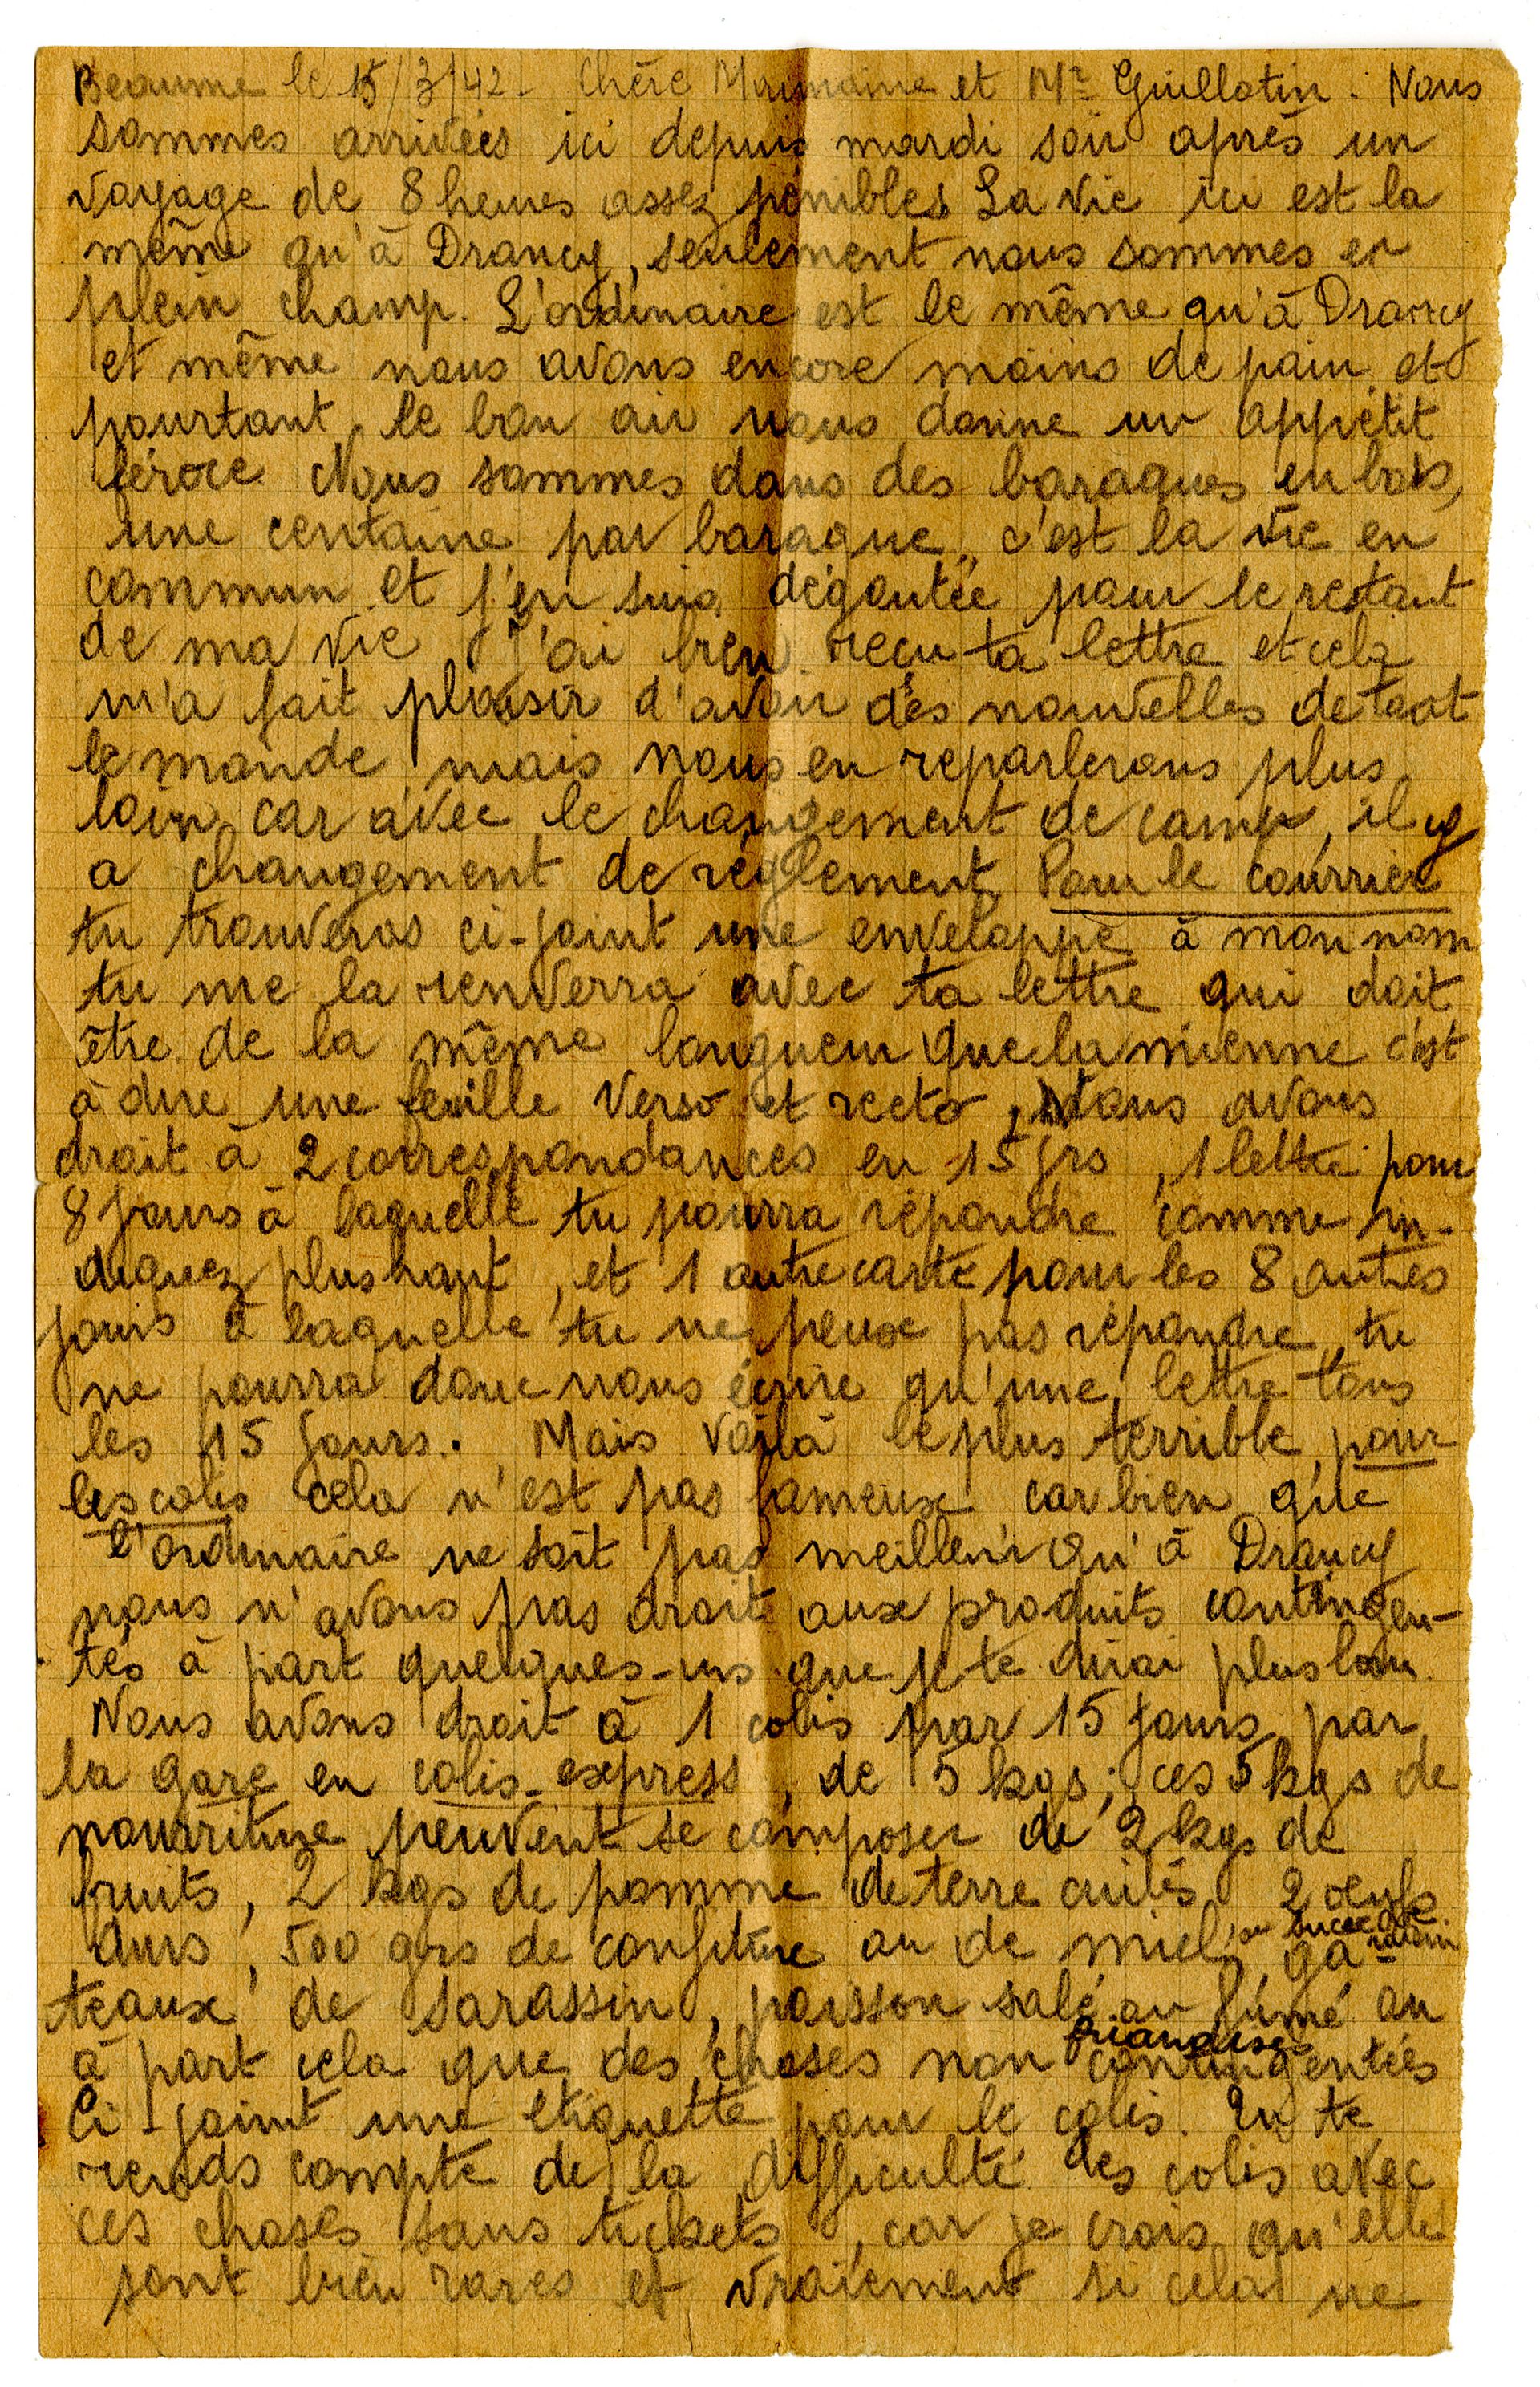 Beaune le 15/3/42 - Chère Marraine et Mr Guillotin. Nous
sommes arrivées ici depuis mardi soir après un
voyage de 8 heures assez pénibles La vie ici est la
même qu'à Drancy, seulement nous sommes en
plein champ. L'ordinaire est le même qu'à Drancy
et même nous avons encore moins de pain et
pourtant le bon air nous donne un appétit
féroce Nous sommes dans des baraques en bois,
une centaine par baraque, c'est la vie en
commun et j'en suis dégoutée pour le restant
de ma vie J'ai bien reçu ta lettre et cela
m'a fait plaisir d'avoir des nouvelles de tout
le monde mais nous en reparlerons plus
loin car avec le changement de camp, il y
a changement de règlement, Pour le courrier
tu trouveras ci-joint une enveloppe à mon nom
tu me la renverra avec ta lettre qui doit
être de la même longueur que la mienne c'est
à dire une feuille verso et recto, Nous avons
droit à 2 correspondances en 15 jrs, 1 lettre pour
8 jours à laquelle tu pourra répondre comme in-
diquez plus haut, et 1 autre carte pour les 8 autres
jours à laquelle tu ne peux pas répondre, tu
ne pourra donc nous écrire qu'une lettre tous
les 15 jours. Mais voilà le plus terrible, pour
les colis cela n'est pas fameux car bien que
l'ordinaire ne soit pas meilleur qu'à Drancy
nous n'avons pas droit aux produits contingen-
tés à part quelques-uns que je te dirai plus loin.
Nous avons droit à 1 colis par 15 jours par
la gare en colis-express, de 5 kgs; ces 5 kgs de
nourriture peuvent se composer de 2 kgs de
fruits, 2 kgs de pomme de terre cuites, 2 oeufs
durs, 500 grs de confiture ou de miel, ou sucre de raisin ga-
teaux de sarassin, poisson salé ou fumé ou
à part cela que des choses non contingentées friandises
Ci-joint une étiquette pour le colis. Tu te
rends compte de la difficulté des colis avec
ces choses sans tickets, car je crois qu'elle
sont bien rares et vraiment si cela ne